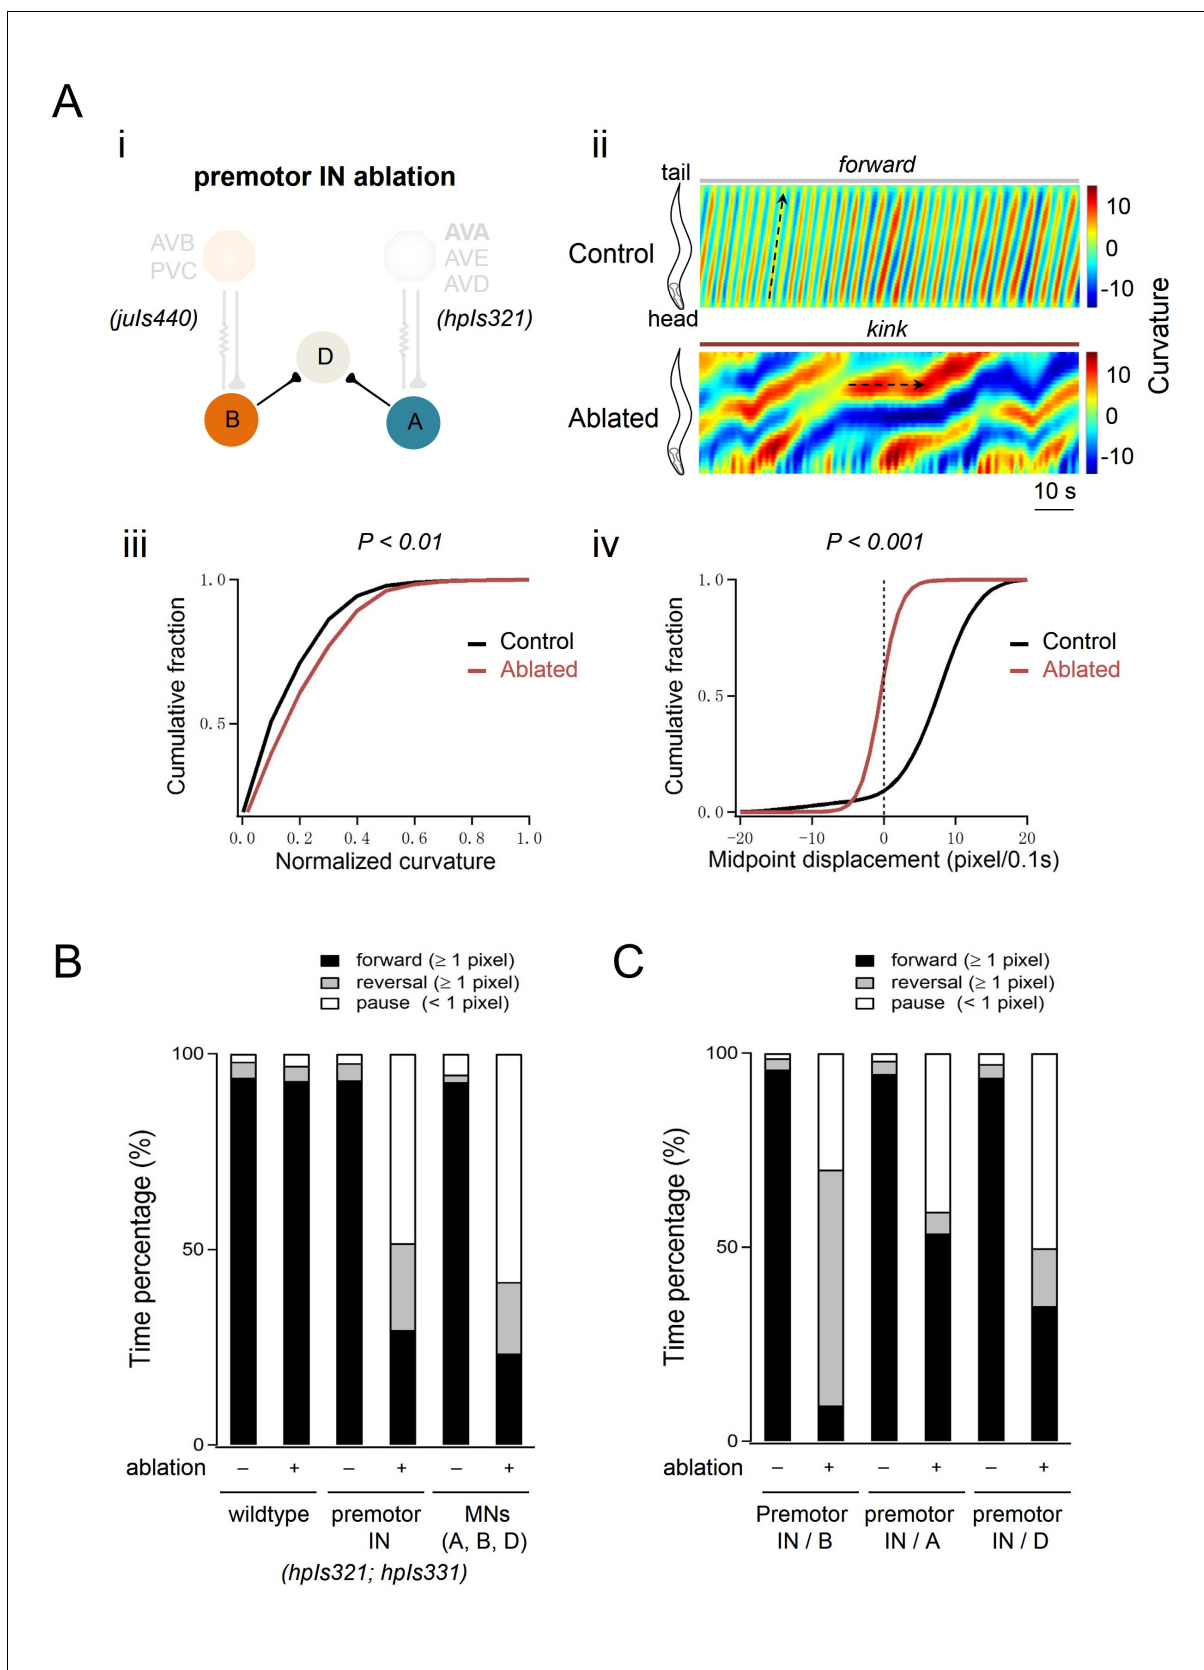 A
i
premotor IN ablation
AVB
PVC
AVA
AVE
AVD
(juIs440)
(hpIs321)
D
B
A
ii
forward
tail
Control
head
10
0
-10
kink
Ablated
10
0
-10
Curvature
10 s
iii
P < 0.01
1.0
0.5
Cumulative fraction
Control
Ablated
0.0 0.2 0.4 0.6 0.8 1.0
Normalized curvature
iv
P < 0.001
1.0
0.5
0.0
Cumulative fraction
Control
Ablated
-20 -10 0 10 20
Midpoint displacement (pixel/0.1s)
B
forward (≥ 1 pixel)
reversal (≥ 1 pixel)
pause (< 1 pixel)
100
50
0
Time percentage (%)
ablation – + – + – +
wildtype premotor MNs
IN (A, B, D)
(hpIs321; hpIs331)
C
forward (≥ 1 pixel)
reversal (≥ 1 pixel)
pause (< 1 pixel)
100
50
0
Time percentage (%)
ablation – + – + – +
Premotor premotor premotor
IN / B IN / A IN / D